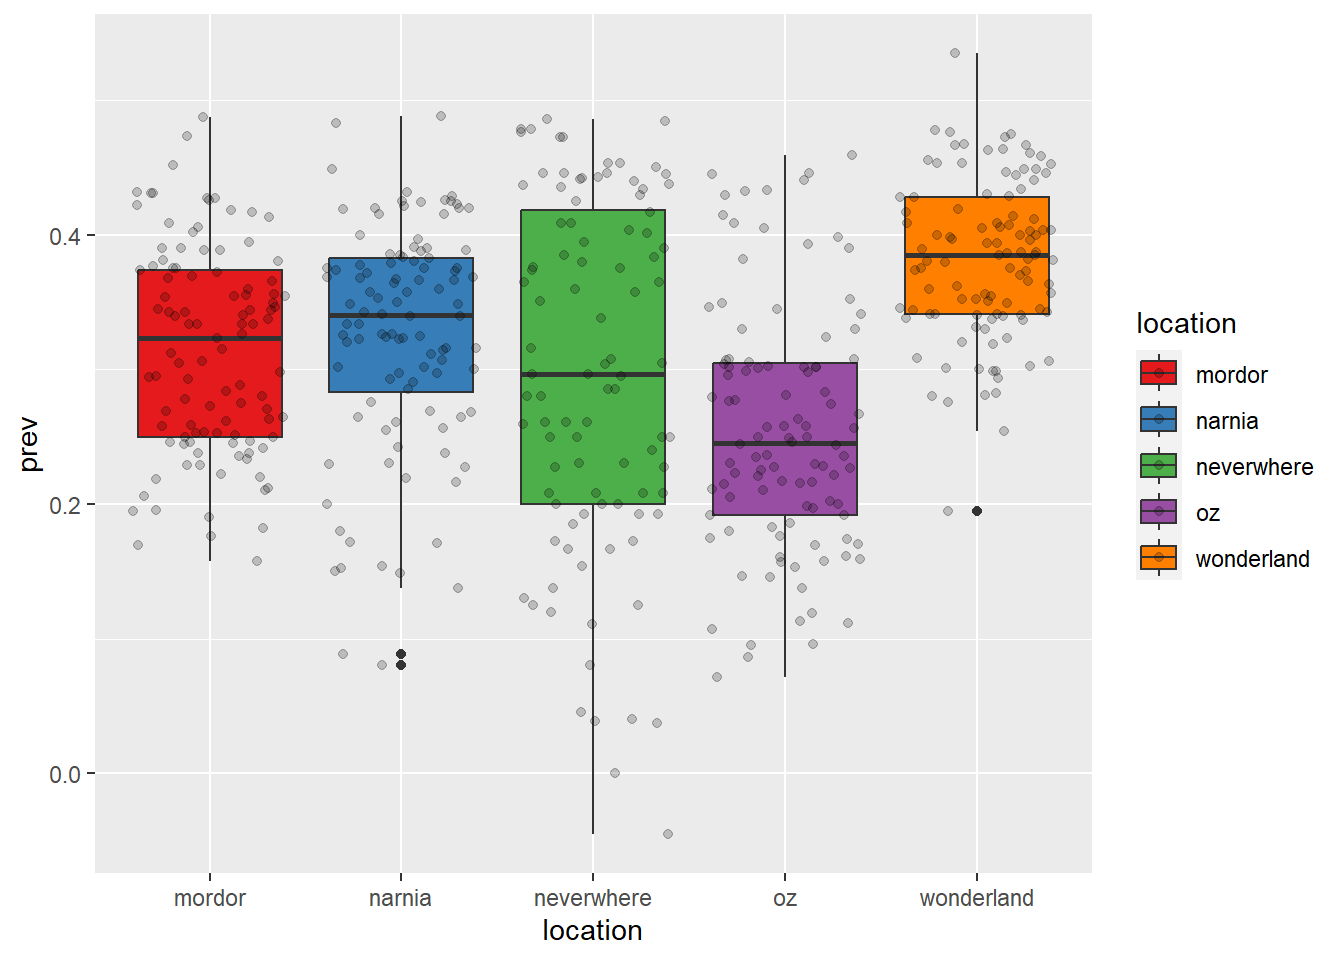 prev
0.4
0.2
0.0
mordor
narnia
neverwhere
oz
wonderland
location
location
mordor
narnia
neverwhere
oz
wonderland